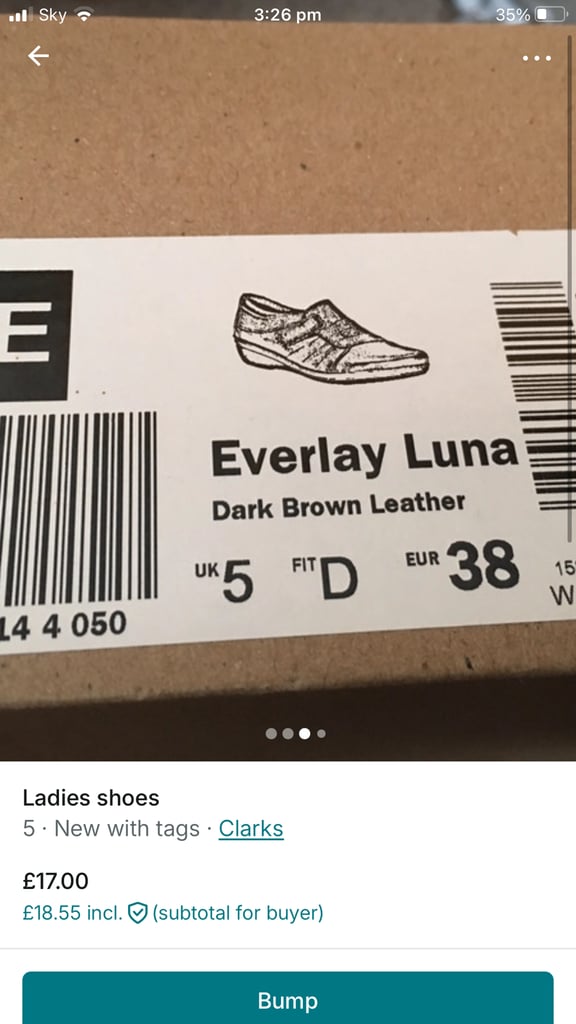 Sky 3:26 pm 35%
E
Everlay Luna
Dark Brown Leather
UK 5 FIT D EUR 38
14 4 050
Ladies shoes
5 · New with tags · Clarks
£17.00
£18.55 incl. (subtotal for buyer)
Bump